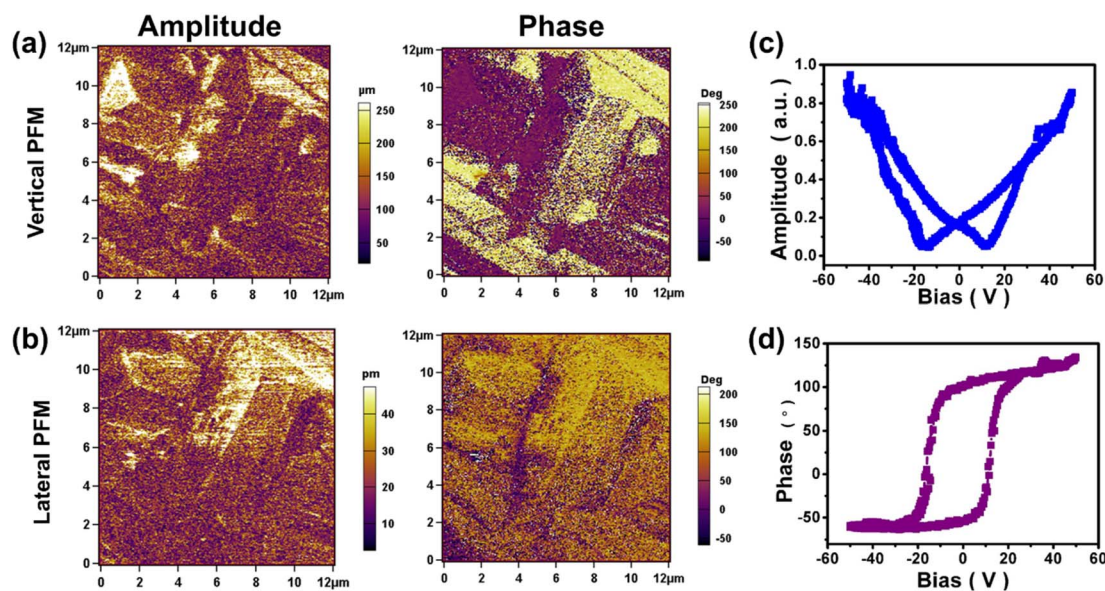 Amplitude
Phase
(a)
Vertical PFM
12µm
10
8
6
4
2
0
0 2 4 6 8 10 12µm
µm
250
200
150
100
50
12µm
10
8
6
4
2
0
0 2 4 6 8 10 12µm
Deg
250
200
150
100
50
0
-50
(b)
Lateral PFM
12µm
10
8
6
4
2
0
0 2 4 6 8 10 12µm
pm
40
30
20
10
12µm
10
8
6
4
2
0
0 2 4 6 8 10 12µm
Deg
200
150
100
50
0
-50
(c)
Amplitude ( a.u. )
1.0
0.8
0.6
0.4
0.2
0.0
-60 -40 -20 0 20 40 60
Bias ( V )
(d)
Phase ( ° )
150
100
50
0
-50
-60 -40 -20 0 20 40 60
Bias ( V )